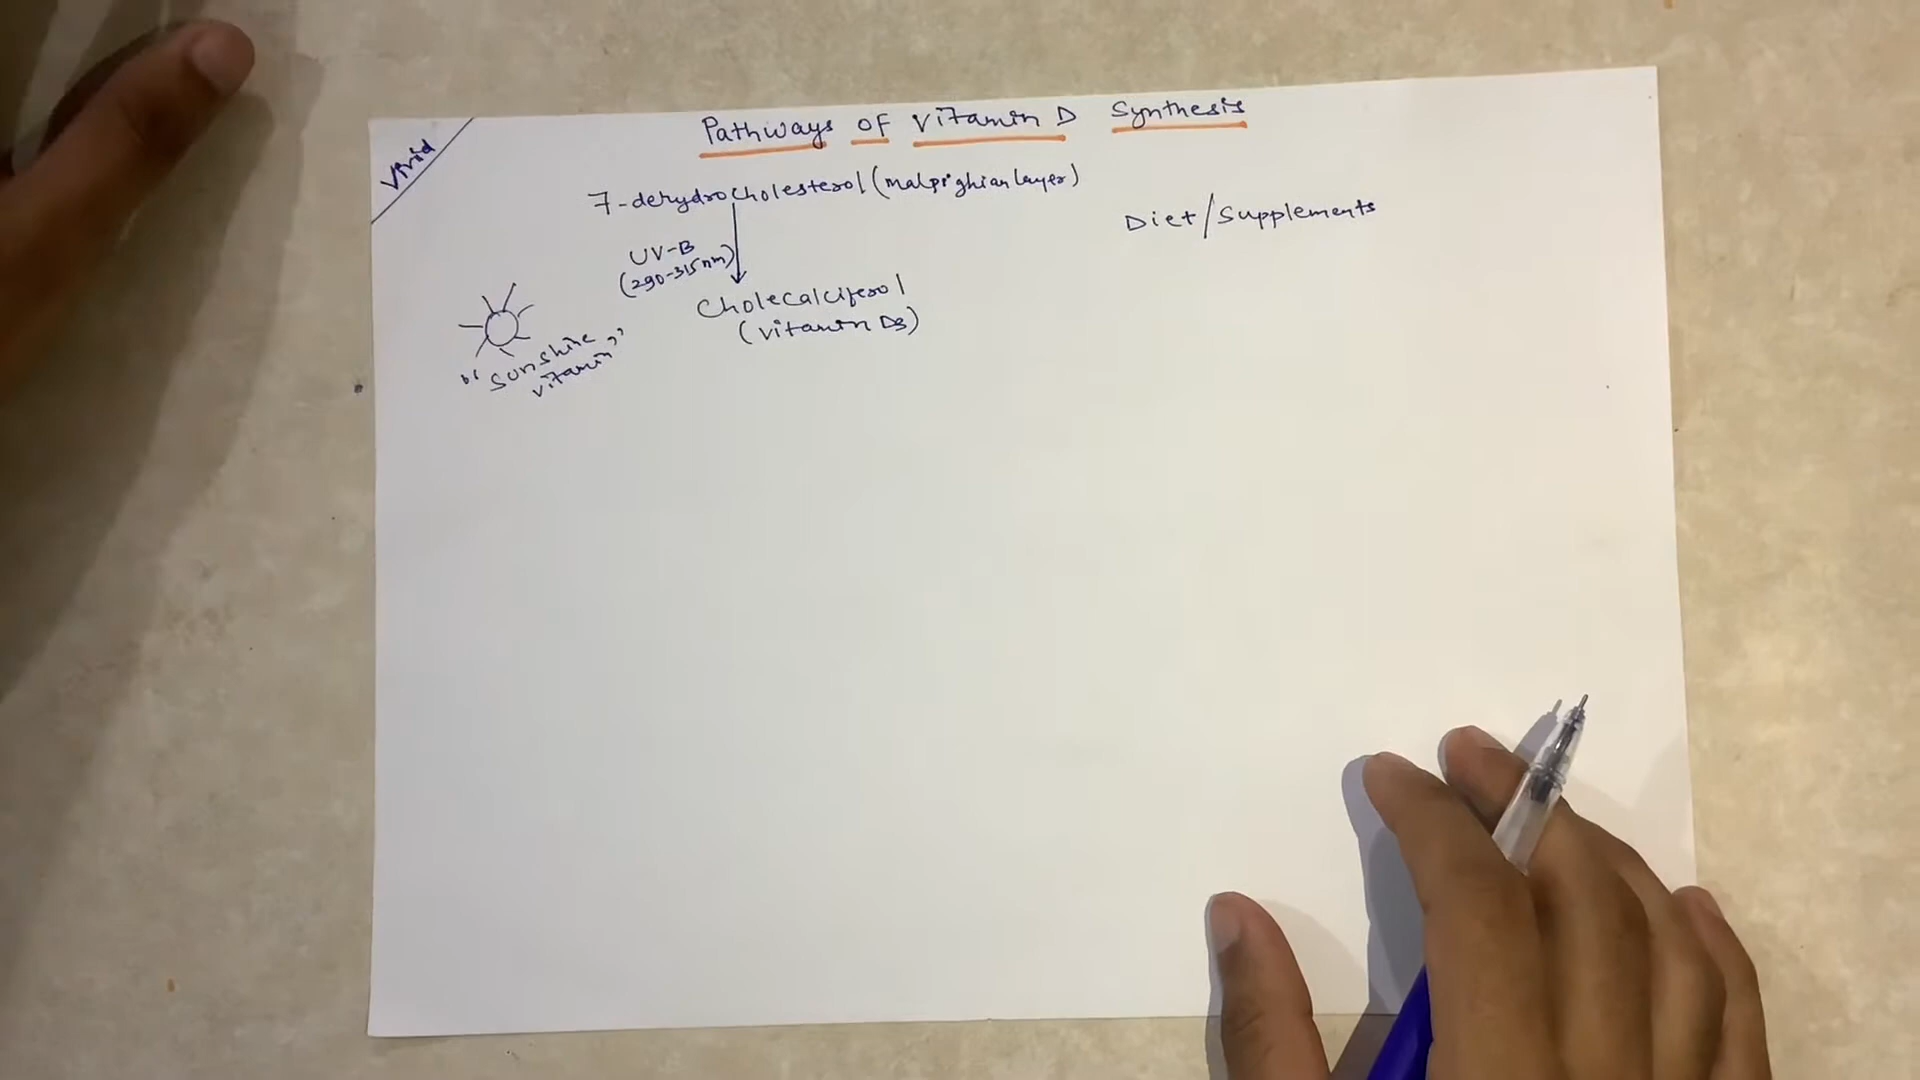 Vivid
Pathways of Vitamin D Synthesis
7-dehydrocholesterol (malpighian layer)
Diet/Supplements
UV-B
(290-315nm)
Cholecalciferol
(Vitamin D3)
"Sunshine
vitamin"